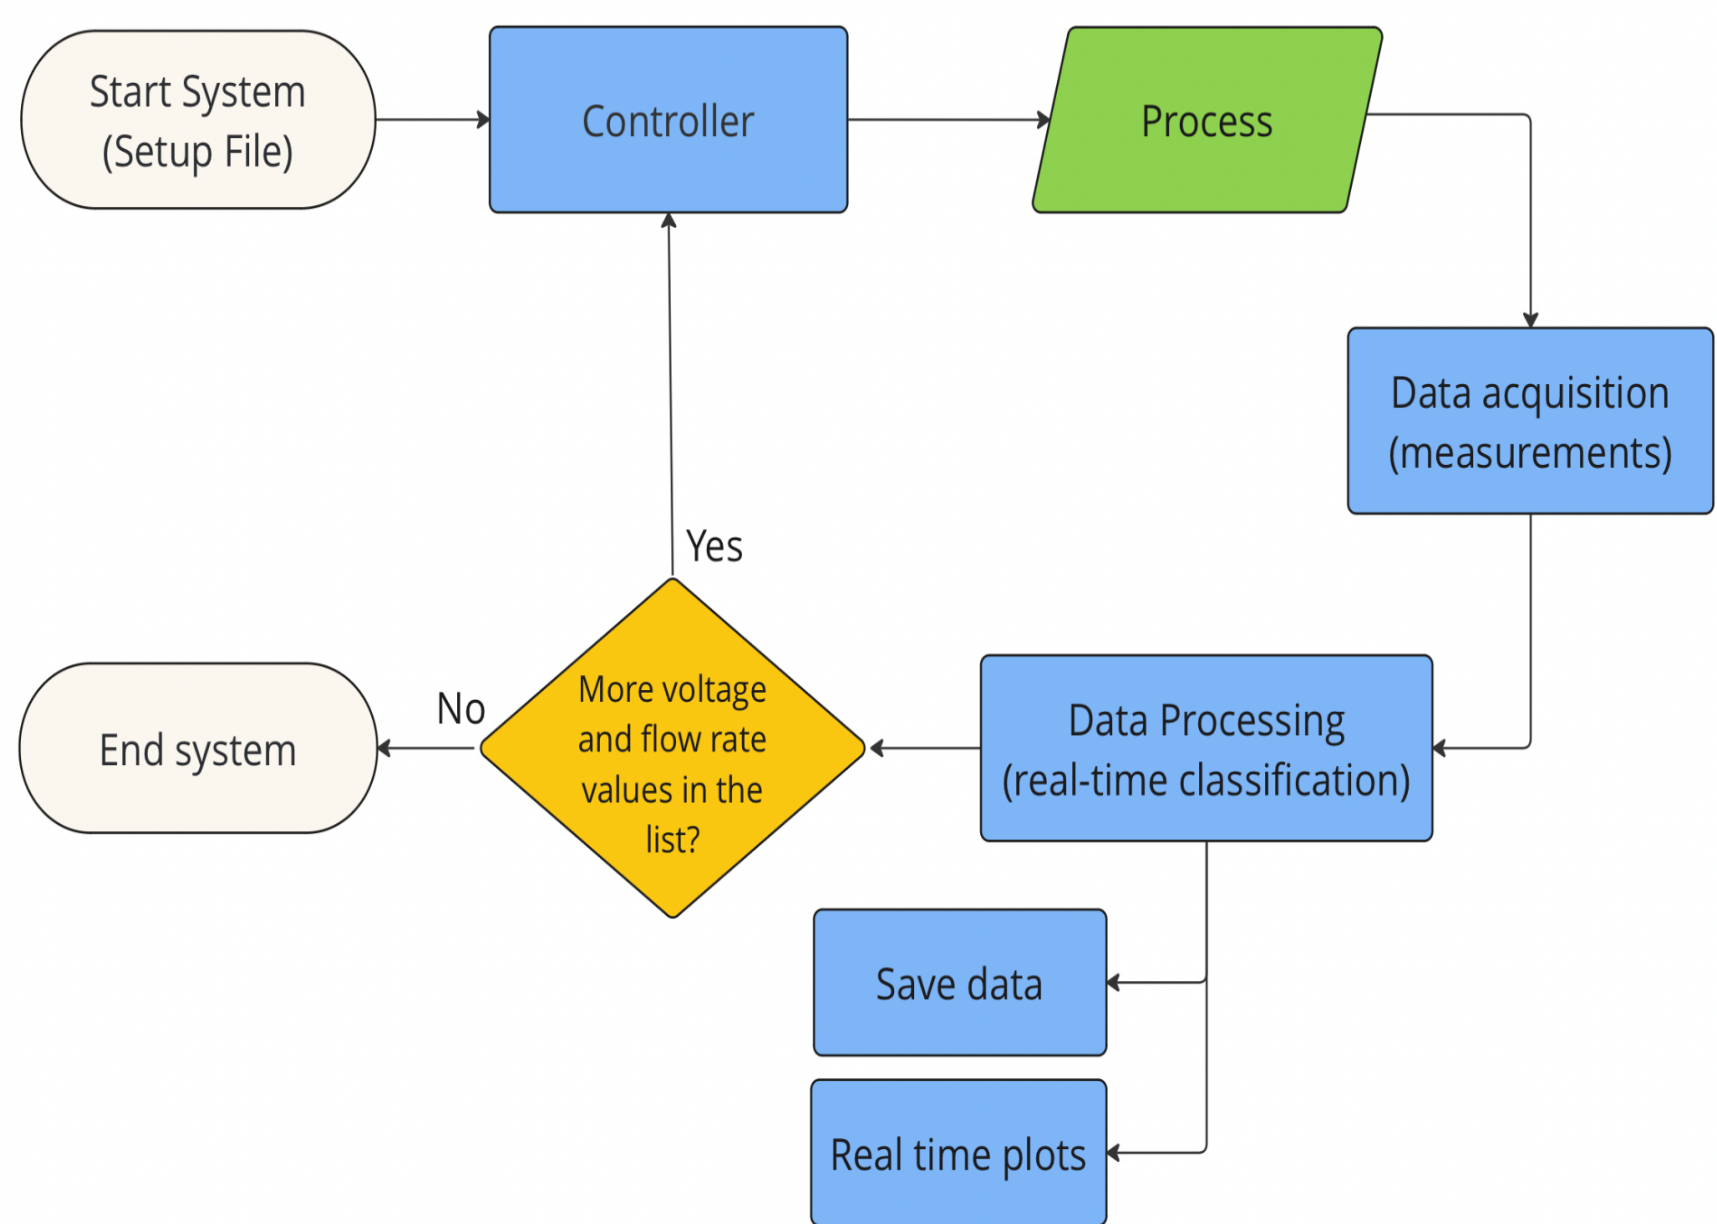 Start System
(Setup File)
Controller
Process
Data acquisition
(measurements)
Yes
No
End system
More voltage
and flow rate
values in the
list?
Data Processing
(real-time classification)
Save data
Real time plots